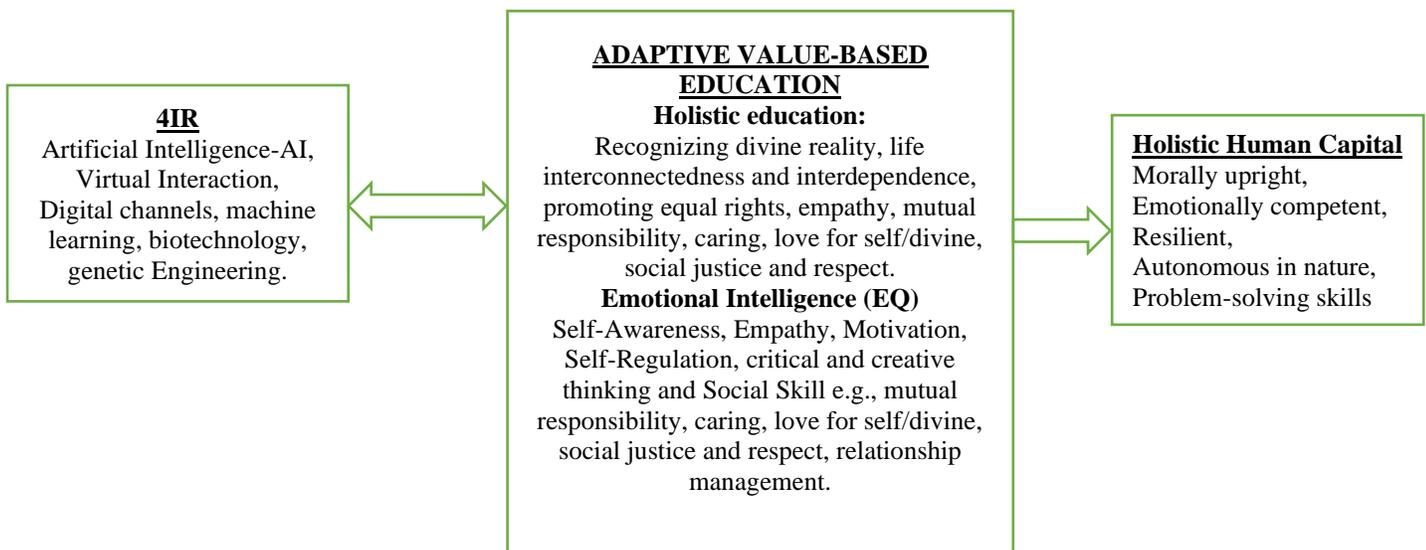 4IR
Artificial Intelligence-AI,
Virtual Interaction,
Digital channels, machine
learning, biotechnology,
genetic Engineering.
ADAPTIVE VALUE-BASED
EDUCATION
Holistic education:
Recognizing divine reality, life
interconnectedness and interdependence,
promoting equal rights, empathy, mutual
responsibility, caring, love for self/divine,
social justice and respect.
Emotional Intelligence (EQ)
Self-Awareness, Empathy, Motivation,
Self-Regulation, critical and creative
thinking and Social Skill e.g., mutual
responsibility, caring, love for self/divine,
social justice and respect, relationship
management.
Holistic Human Capital
Morally upright,
Emotionally competent,
Resilient,
Autonomous in nature,
Problem-solving skills